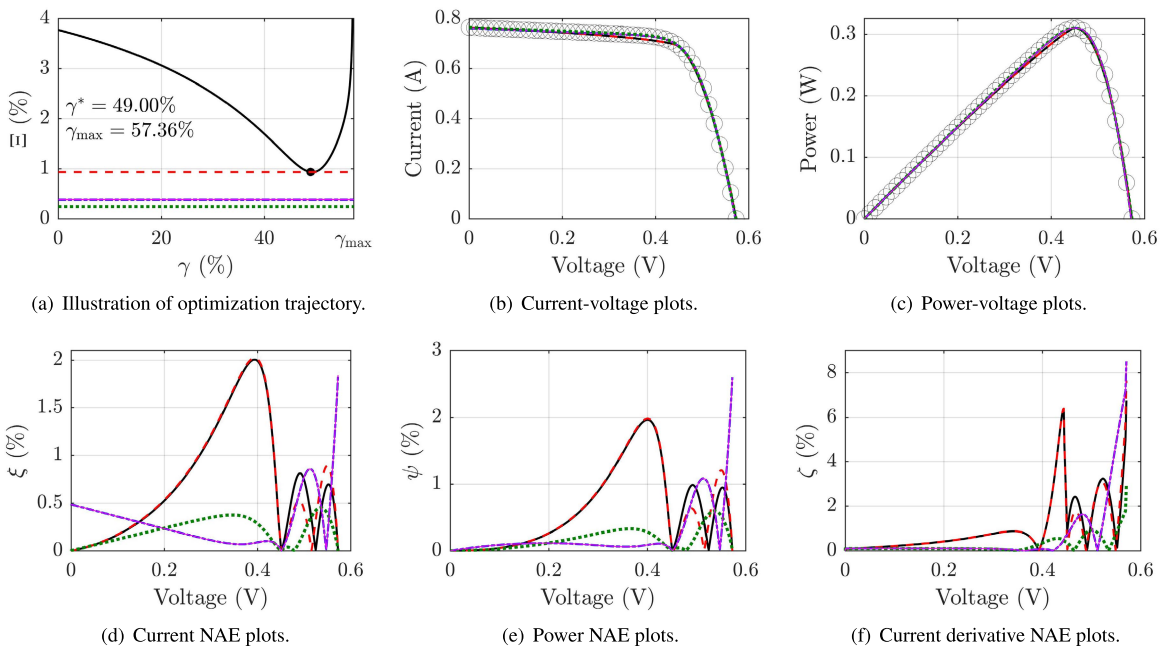 4
3
2
1
0
Ξ (%)
γ* = 49.00%
γmax = 57.36%
0
20
40
γmax
γ (%)
(a) Illustration of optimization trajectory.
0.8
0.6
0.4
0.2
0
Current (A)
0
0.2
0.4
0.6
Voltage (V)
(b) Current-voltage plots.
0.3
0.2
0.1
0
Power (W)
0
0.2
0.4
0.6
Voltage (V)
(c) Power-voltage plots.
2
1.5
1
0.5
0
ξ (%)
0
0.2
0.4
0.6
Voltage (V)
(d) Current NAE plots.
3
2
1
0
ψ (%)
0
0.2
0.4
0.6
Voltage (V)
(e) Power NAE plots.
8
6
4
2
0
ζ (%)
0
0.2
0.4
0.6
Voltage (V)
(f) Current derivative NAE plots.